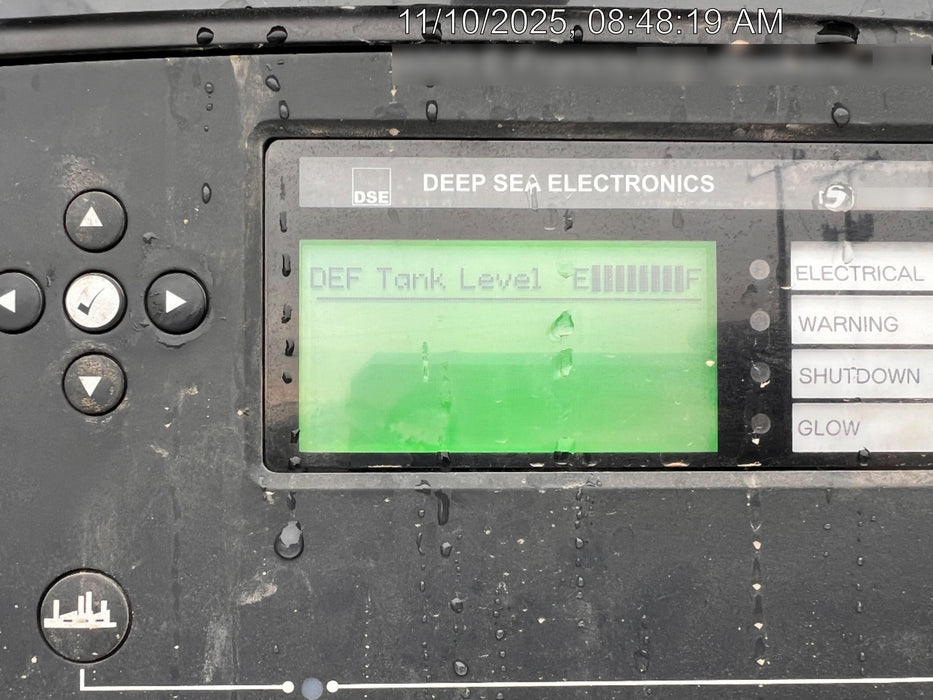 11/10/2025, 08:48:19 AM
DSE
DEEP SEA ELECTRONICS
DEF Tank Level E F
ELECTRICAL
WARNING
SHUTDOWN
GLOW